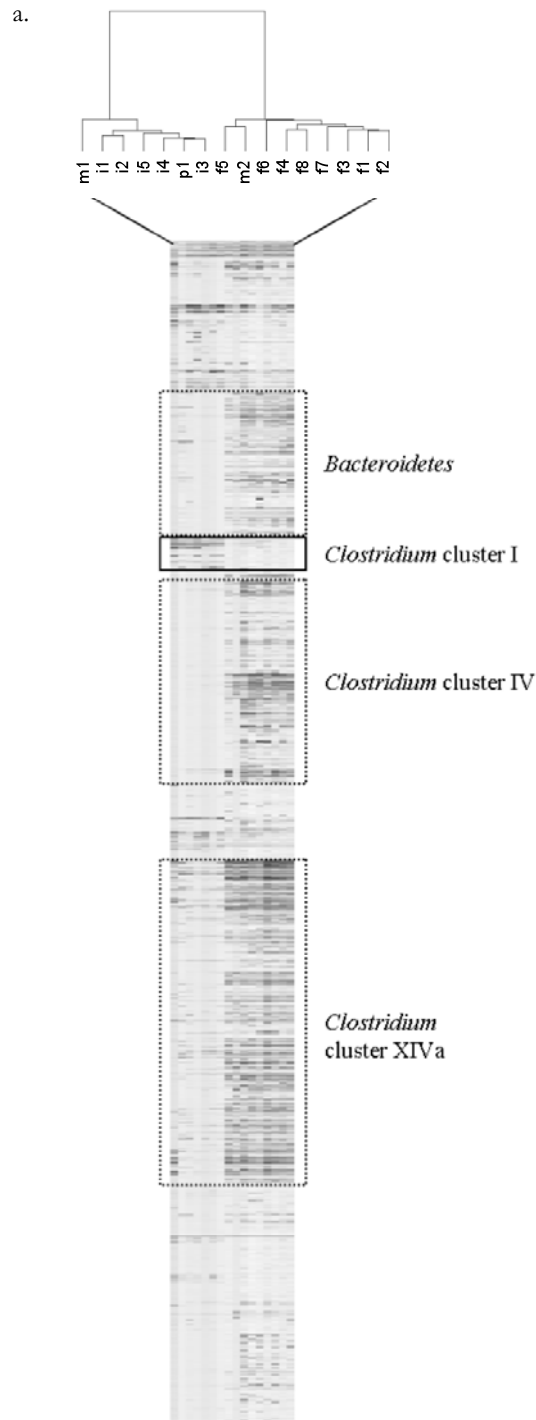 a.
m1 i1 i2 i5 i4 p1 i3 f5 m2 f6 f4 f8 f7 f3 f1 f2
Bacteroidetes
Clostridium cluster I
Clostridium cluster IV
Clostridium
cluster XIVa